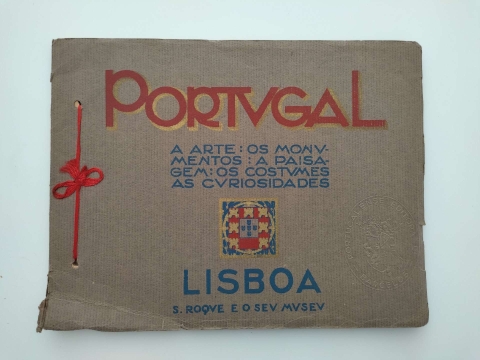 PORTVGAL
A ARTE : OS MONV-
MENTOS : A PAISA-
GEM : OS COSTVMES
AS CVRIOSIDADES
LISBOA
S. ROQVE E O SEV MVSEV